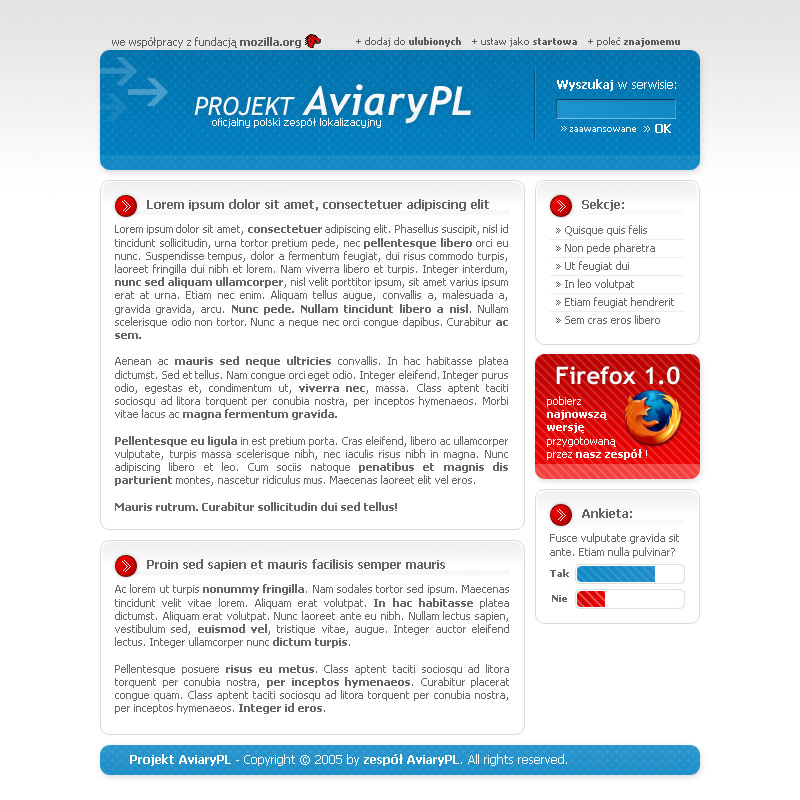 we współpracy z fundacją mozilla.org
+ dodaj do ulubionych + ustaw jako startowa + poleć znajomemu
PROJEKT AviaryPL
oficjalny polski zespół lokalizacyjny
Wyszukaj w serwisie:
» zaawansowane » OK
Lorem ipsum dolor sit amet, consectetuer adipiscing elit
Lorem ipsum dolor sit amet, consectetuer adipiscing elit. Phasellus suscipit, nisl id
tincidunt sollicitudin, urna tortor pretium pede, nec pellentesque libero orci eu
nunc. Suspendisse tempus, dolor a fermentum feugiat, dui risus commodo turpis,
laoreet fringilla dui nibh et lorem. Nam viverra libero et turpis. Integer interdum,
nunc sed aliquam ullamcorper, nisl velit porttitor ipsum, sit amet varius ipsum
erat at urna. Etiam nec enim. Aliquam tellus augue, convallis a, malesuada a,
gravida gravida, arcu. Nunc pede. Nullam tincidunt libero a nisl. Nullam
scelerisque odio non tortor. Nunc a neque nec orci congue dapibus. Curabitur ac
sem.
Aenean ac mauris sed neque ultricies convallis. In hac habitasse platea
dictumst. Sed et tellus. Nam congue orci eget odio. Integer eleifend. Integer purus
odio, egestas et, condimentum ut, viverra nec, massa. Class aptent taciti
sociosqu ad litora torquent per conubia nostra, per inceptos hymenaeos. Morbi
vitae lacus ac magna fermentum gravida.
Pellentesque eu ligula in est pretium porta. Cras eleifend, libero ac ullamcorper
vulputate, turpis massa scelerisque nibh, nec iaculis risus nibh in magna. Nunc
adipiscing libero et leo. Cum sociis natoque penatibus et magnis dis
parturient montes, nascetur ridiculus mus. Maecenas laoreet elit vel eros.
Mauris rutrum. Curabitur sollicitudin dui sed tellus!
Proin sed sapien et mauris facilisis semper mauris
Ac lorem ut turpis nonummy fringilla. Nam sodales tortor sed ipsum. Maecenas
tincidunt velit vitae lorem. Aliquam erat volutpat. In hac habitasse platea
dictumst. Aliquam erat volutpat. Nunc laoreet ante eu nibh. Nullam lectus sapien,
vestibulum sed, euismod vel, tristique vitae, augue. Integer auctor eleifend
lectus. Integer ullamcorper nunc dictum turpis.
Pellentesque posuere risus eu metus. Class aptent taciti sociosqu ad litora
torquent per conubia nostra, per inceptos hymenaeos. Curabitur placerat
congue quam. Class aptent taciti sociosqu ad litora torquent per conubia nostra,
per inceptos hymenaeos. Integer id eros.
Sekcje:
» Quisque quis felis
» Non pede pharetra
» Ut feugiat dui
» In leo volutpat
» Etiam feugiat hendrerit
» Sem cras eros libero
Firefox 1.0
pobierz
najnowszą
wersję
przygotowaną
przez nasz zespół !
Ankieta:
Fusce vulputate gravida sit
ante. Etiam nulla pulvinar?
Tak
Nie
Projekt AviaryPL - Copyright © 2005 by zespół AviaryPL. All rights reserved.